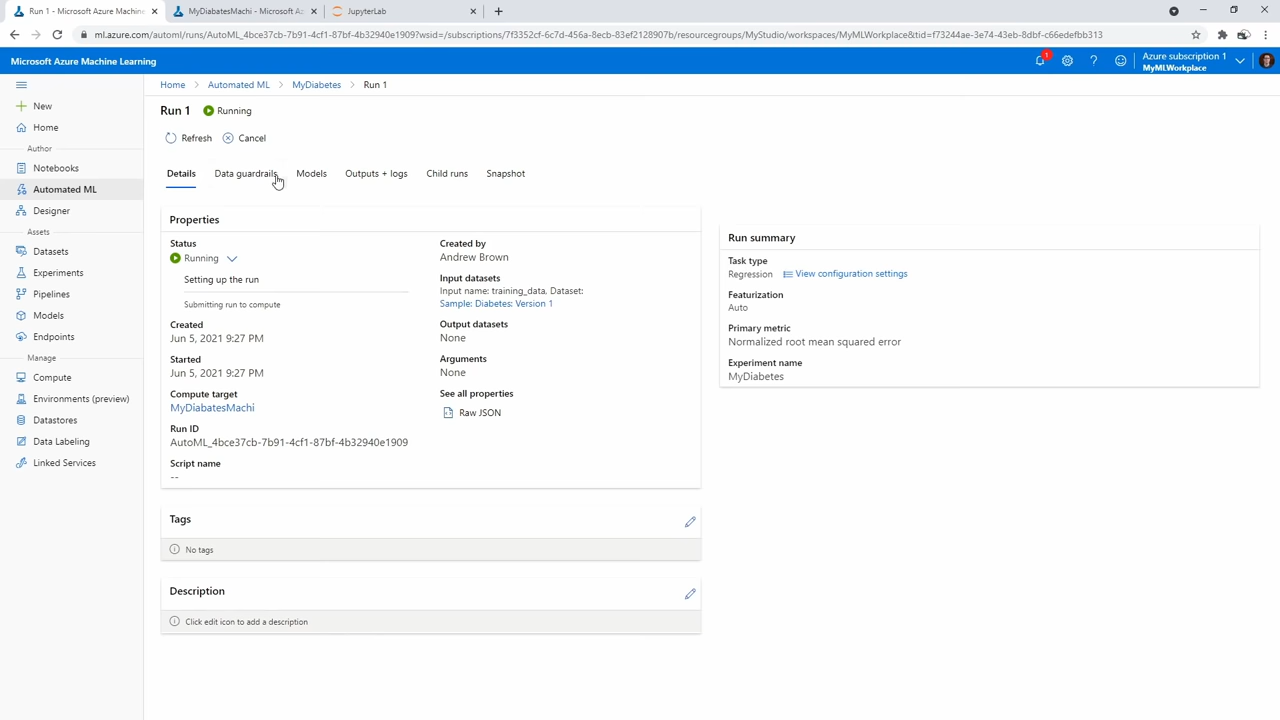 Run 1 - Microsoft Azure Machine
MyDiabatesMachi - Microsoft Az
JupyterLab
ml.azure.com/automl/runs/AutoML_4bce37cb-7b91-4cf1-87bf-4b32940e1909?wsid=/subscriptions/7f3352cf-6c7d-456a-8ecb-83ef2128907b/resourcegroups/MyStudio/workspaces/MyMLWorkplace&tid=f73244ae-3e74-43eb-8dbf-c66edefbb313
Microsoft Azure Machine Learning
1
Azure subscription 1
MyMLWorkplace
Home > Automated ML > MyDiabetes > Run 1
New
Home
Author
Notebooks
Automated ML
Designer
Assets
Datasets
Experiments
Pipelines
Models
Endpoints
Manage
Compute
Environments (preview)
Datastores
Data Labeling
Linked Services
Run 1 Running
Refresh Cancel
Details Data guardrails Models Outputs + logs Child runs Snapshot
Properties
Status
Running
Setting up the run
Submitting run to compute
Created
Jun 5, 2021 9:27 PM
Started
Jun 5, 2021 9:27 PM
Compute target
MyDiabatesMachi
Run ID
AutoML_4bce37cb-7b91-4cf1-87bf-4b32940e1909
Script name
--
Created by
Andrew Brown
Input datasets
Input name: training_data, Dataset:
Sample: Diabetes: Version 1
Output datasets
None
Arguments
None
See all properties
Raw JSON
Run summary
Task type
Regression View configuration settings
Featurization
Auto
Primary metric
Normalized root mean squared error
Experiment name
MyDiabetes
Tags
No tags
Description
Click edit icon to add a description